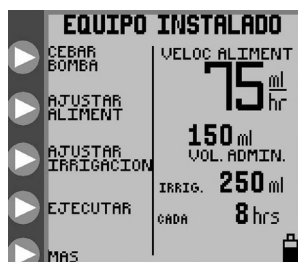 EQUIPO INSTALADO
CEBAR
BOMBA
AJUSTAR
ALIMENT
AJUSTAR
IRRIGACION
EJECUTAR
MAS
VELOC ALIMENT
75 ml
hr
150 ml
VOL. ADMIN.
IRRIG. 250 ml
CADA 8 hrs